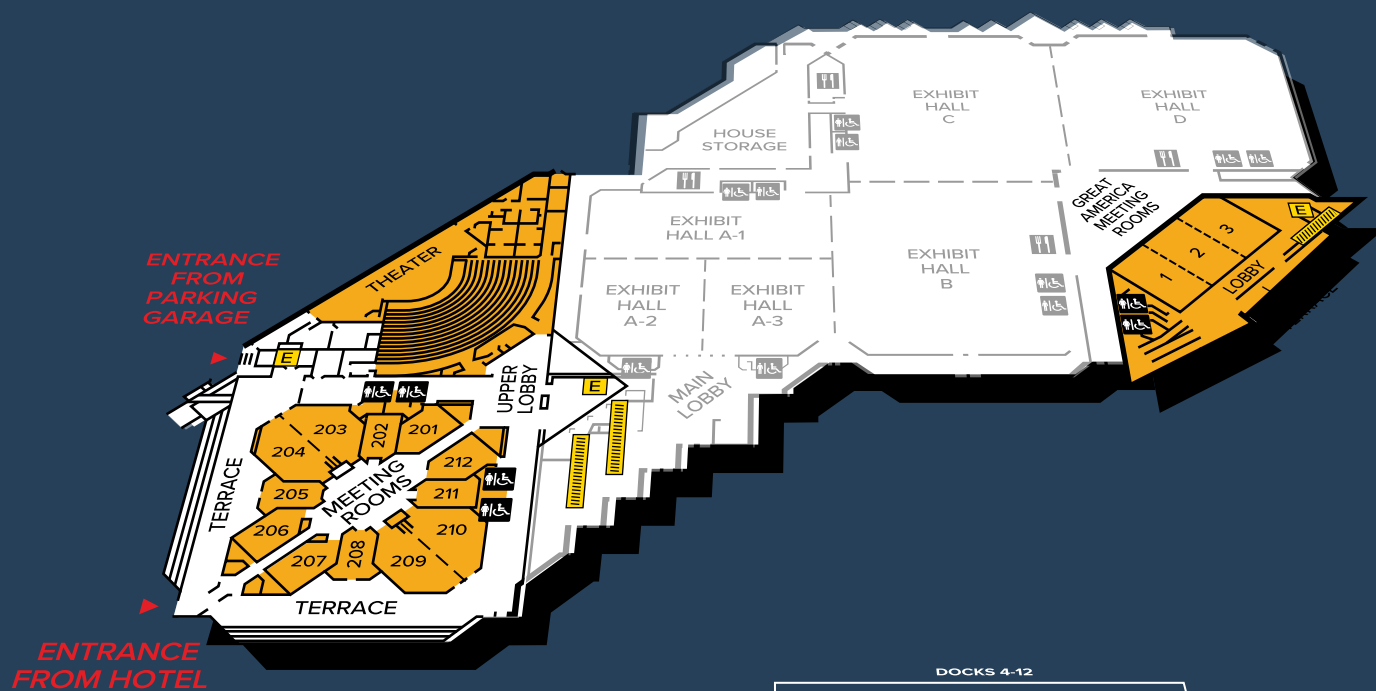 EXHIBIT
HALL
C
EXHIBIT
HALL
D
HOUSE
STORAGE
GREAT
AMERICA
MEETING
ROOMS
EXHIBIT
HALL A-1
EXHIBIT
HALL
B
EXHIBIT
HALL
A-2
EXHIBIT
HALL
A-3
MAIN
LOBBY
E
3
2
1
LOBBY
ENTRANCE
FROM
PARKING
GARAGE
THEATER
E
UPPER
LOBBY
E
203
202
201
204
212
205
MEETING
ROOMS
211
206
210
207
208
209
TERRACE
TERRACE
ENTRANCE
FROM HOTEL
DOCKS 4-12